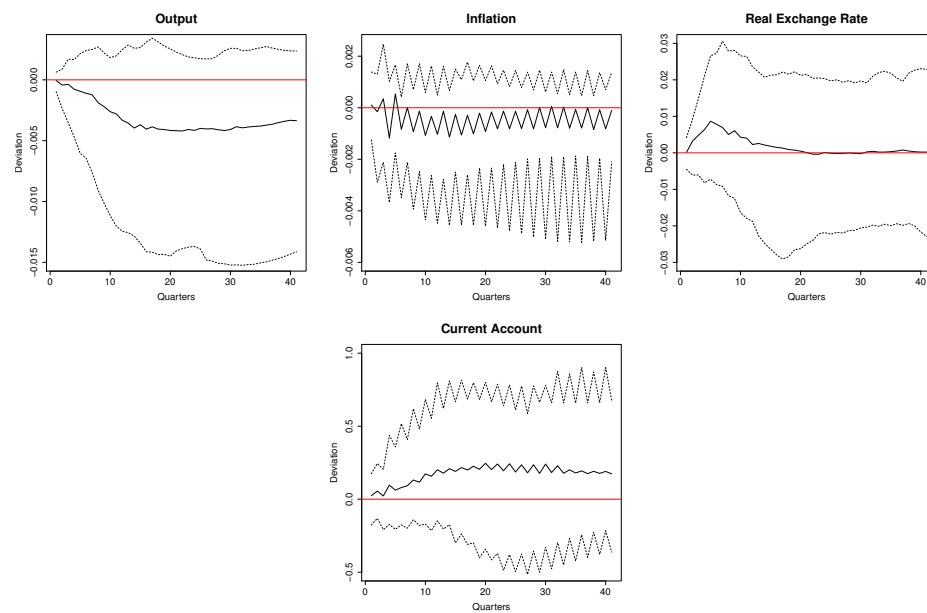 Output
Deviation
0.000
−0.005
−0.010
−0.015
0 10 20 30 40
Quarters
Inflation
Deviation
0.002
0.000
−0.002
−0.004
−0.006
0 10 20 30 40
Quarters
Real Exchange Rate
Deviation
0.03
0.02
0.01
0.00
−0.01
−0.02
−0.03
0 10 20 30 40
Quarters
Current Account
Deviation
1.0
0.5
0.0
−0.5
0 10 20 30 40
Quarters